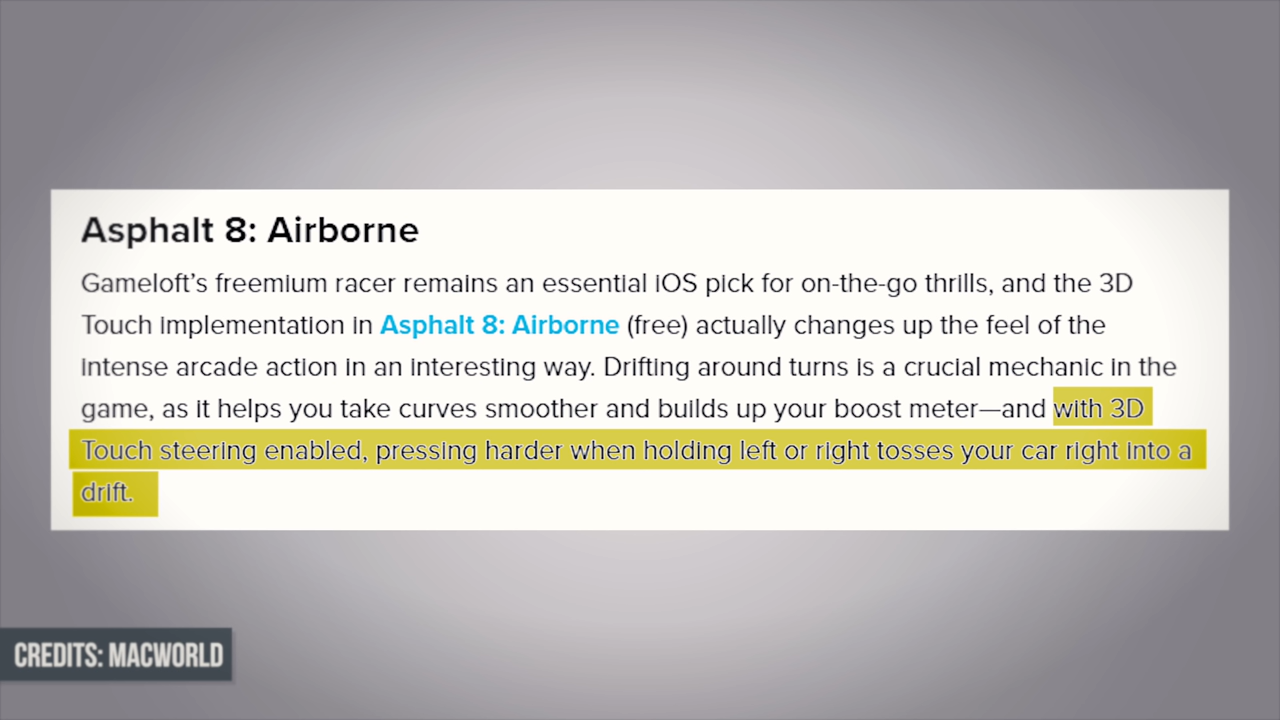 Asphalt 8: Airborne
Gameloft's freemium racer remains an essential iOS pick for on-the-go thrills, and the 3D
Touch implementation in Asphalt 8: Airborne (free) actually changes up the feel of the
intense arcade action in an interesting way. Drifting around turns is a crucial mechanic in the
game, as it helps you take curves smoother and builds up your boost meter—and with 3D
Touch steering enabled, pressing harder when holding left or right tosses your car right into a
drift.
CREDITS: MACWORLD